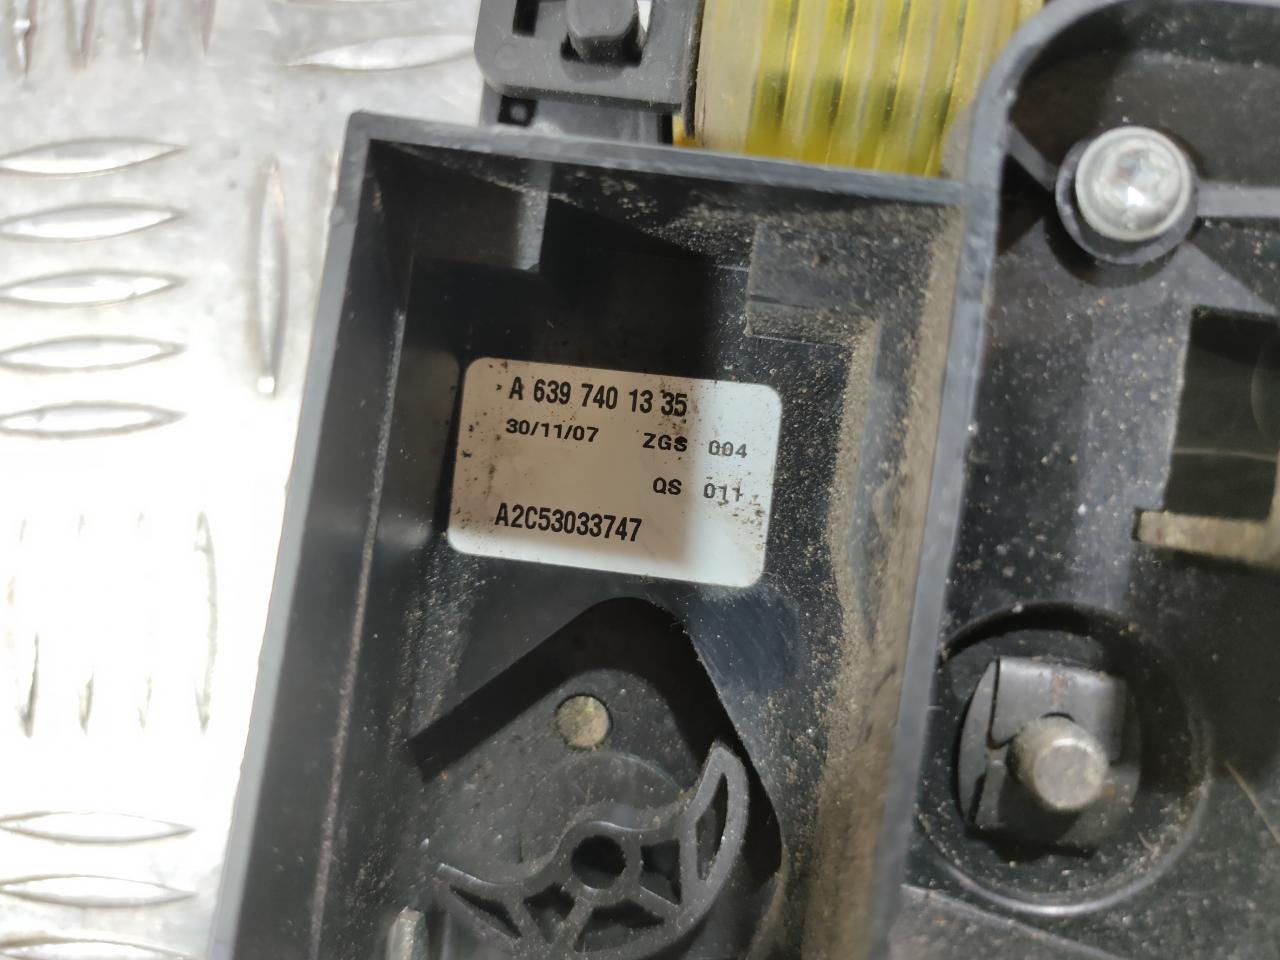 A 639 740 13 35
30/11/07 ZGS 004
QS 011
A2C53033747